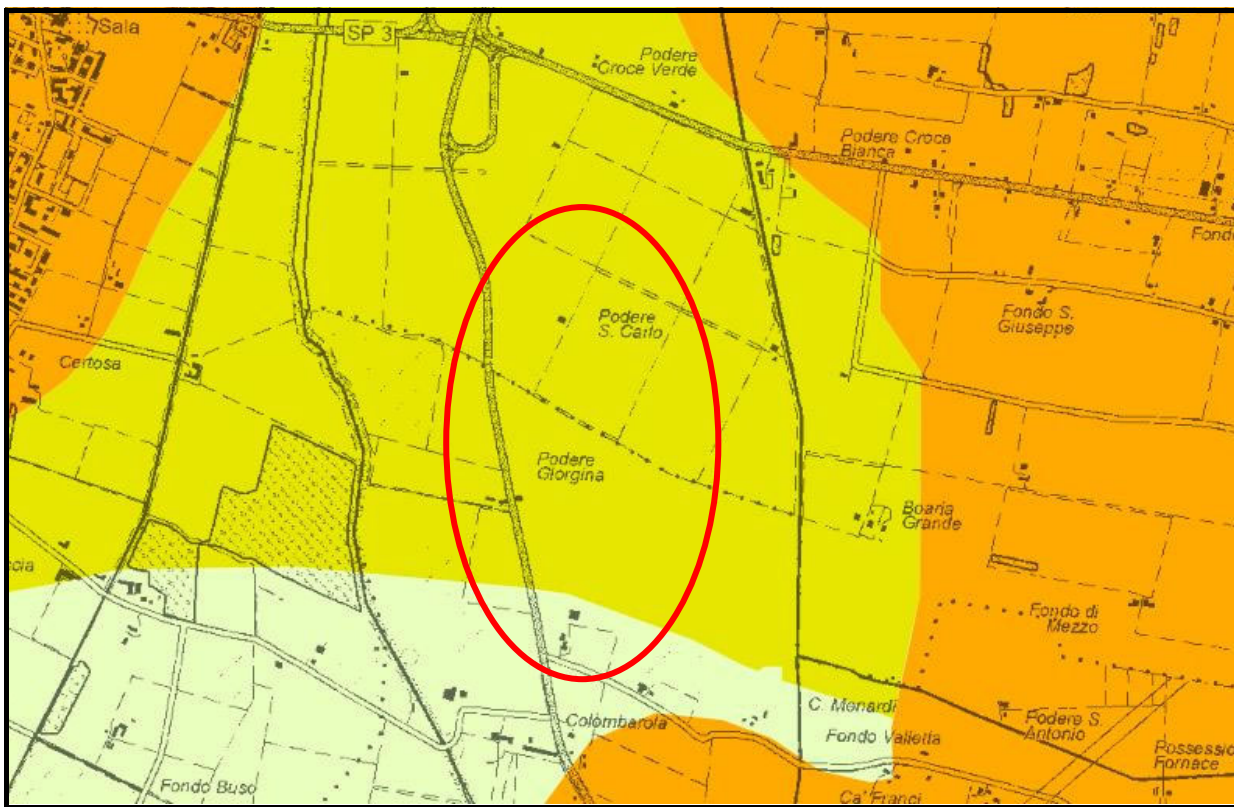 Sala
SP 3
Podere
Croce Verde
Podere Croce
Bianca
Fondo
Podere
S. Carlo
Fondo S.
Giuseppe
Certosa
Podere
Giorgina
Boaria
Grande
ccia
Fondo di
Mezzo
C. Menardi
Colombarola
Fondo Valletta
Podere S.
Antonio
Possessio
Fornace
Fondo Buso
Ca' Franci